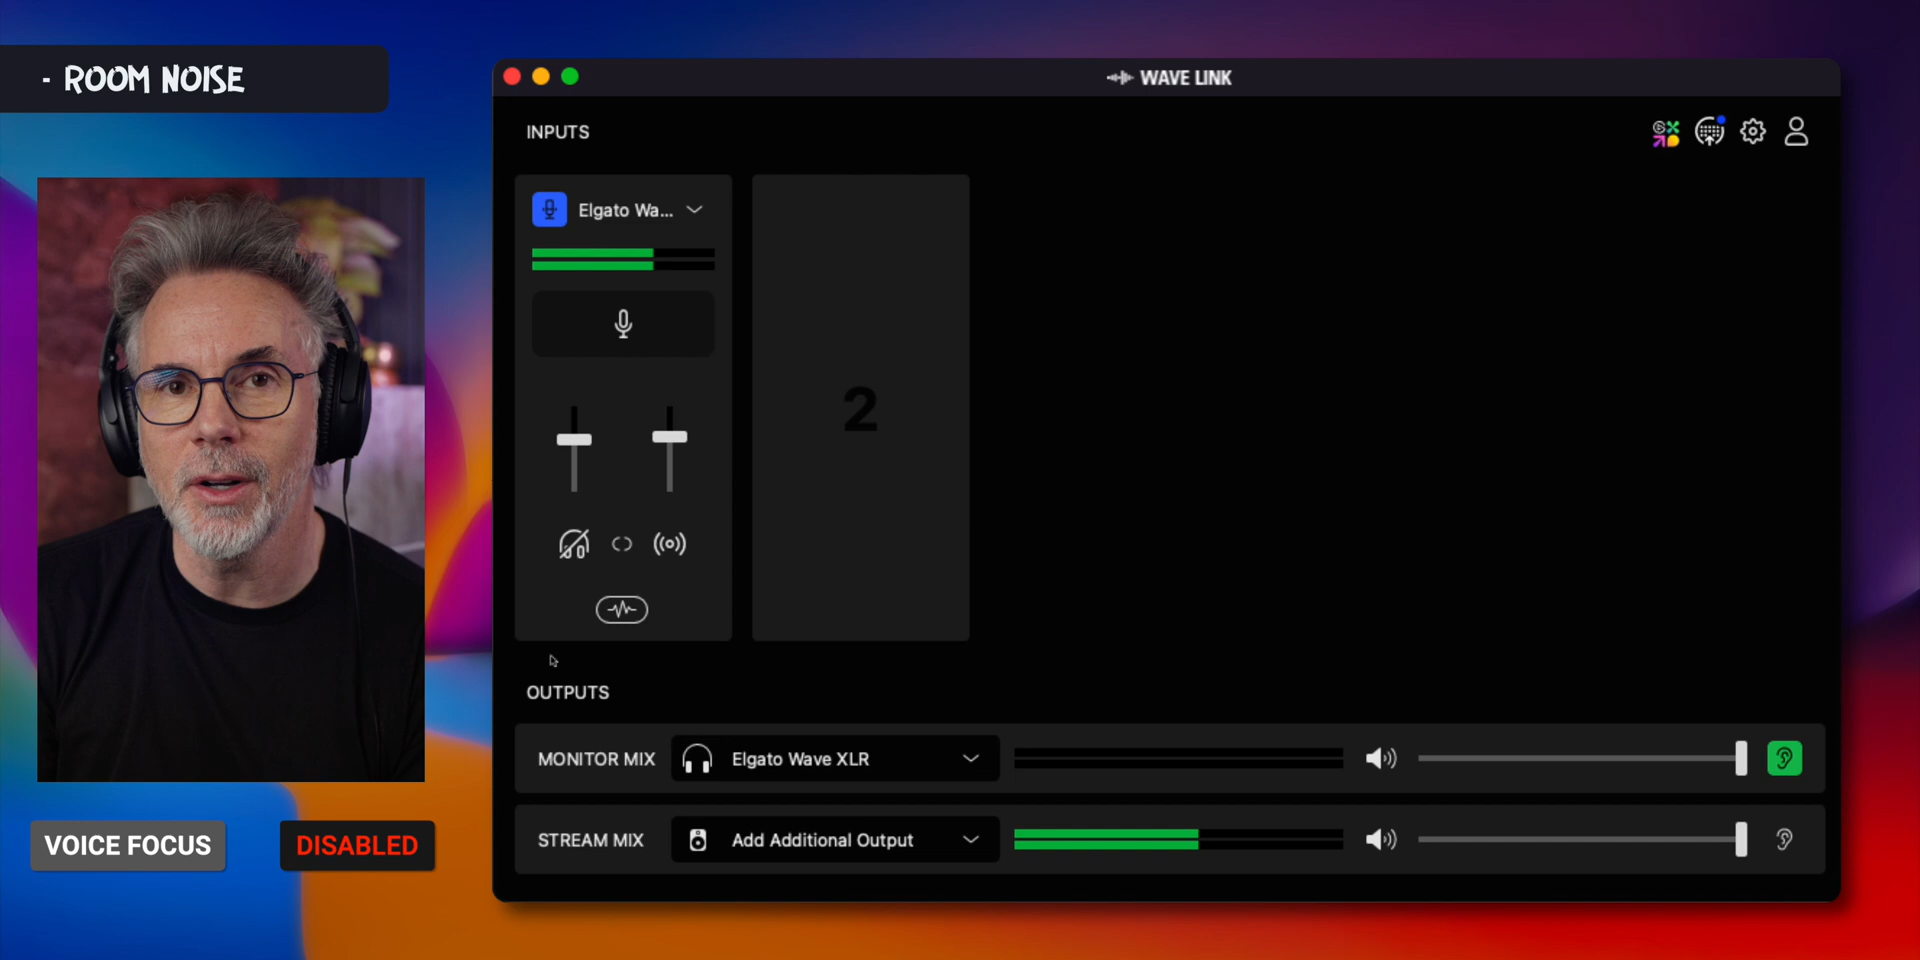 - ROOM NOISE
WAVE LINK
INPUTS
Elgato Wa...
2
OUTPUTS
MONITOR MIX
Elgato Wave XLR
STREAM MIX
Add Additional Output
VOICE FOCUS
DISABLED